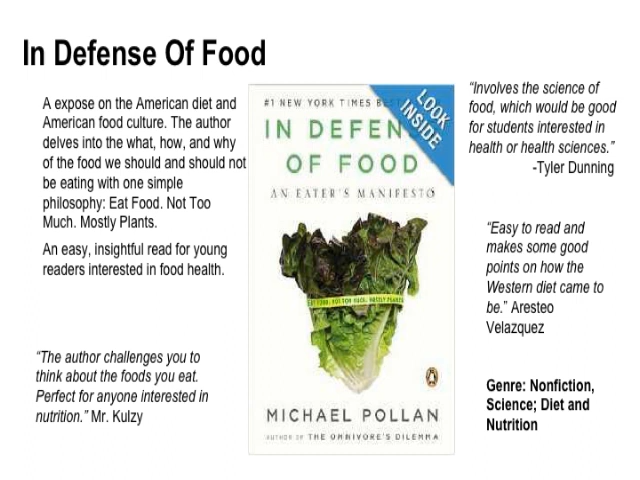 In Defense Of Food
A expose on the American diet and
American food culture. The author
delves into the what, how, and why
of the food we should and should not
be eating with one simple
philosophy: Eat Food. Not Too
Much. Mostly Plants.
An easy, insightful read for young
readers interested in food health.
“The author challenges you to
think about the foods you eat.
Perfect for anyone interested in
nutrition.” Mr. Kulzy
#1 NEW YORK TIMES
LOOK
INSIDE
IN DEFEN
OF FOOD
AN EATER'S MANIFESTO
EAT FOOD. NOT TOO MUCH. MOSTLY PLANTS
MICHAEL POLLAN
AUTHOR OF THE OMNIVORE'S DILEMMA
“Involves the science of
food, which would be good
for students interested in
health or health sciences.”
-Tyler Dunning
“Easy to read and
makes some good
points on how the
Western diet came to
be.” Aresteo
Velazquez
Genre: Nonfiction,
Science; Diet and
Nutrition